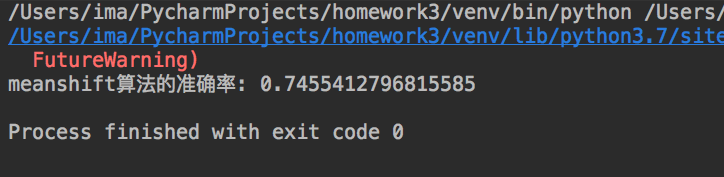 /Users/ima/PycharmProjects/homework3/venv/bin/python /Users/
/Users/ima/PycharmProjects/homework3/venv/lib/python3.7/site
FutureWarning)
meanshift算法的准确率: 0.7455412796815585
Process finished with exit code 0